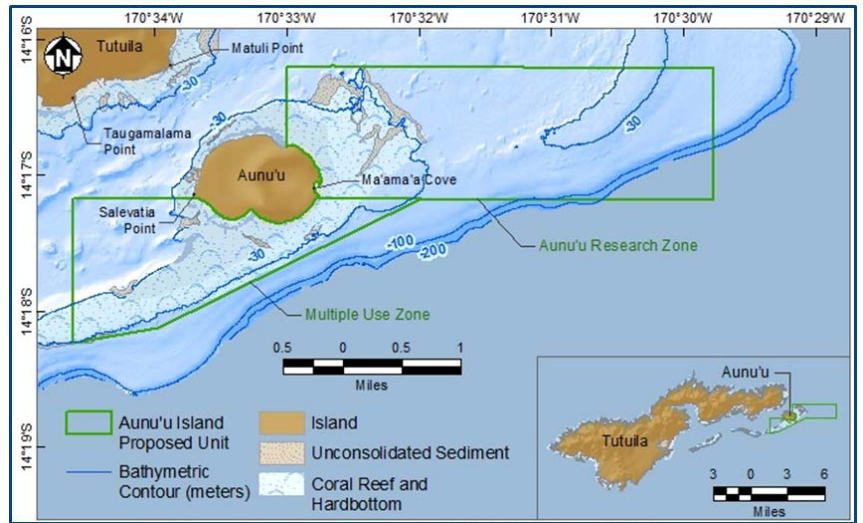 170°34'W
170°33'W
170°32'W
170°31'W
170°30'W
170°29'W
14°16'S
14°17'S
14°18'S
14°19'S
N
Tutuila
Matuli Point
-30
-30
-30
Taugamalama
Point
Aunu'u
Ma'ama'a Cove
Salevatia
Point
-100
-200
Aunu'u Research Zone
-30
Multiple Use Zone
0.5 0 0.5 1
Miles
Aunu'u Island
Proposed Unit
Bathymetric
Contour (meters)
Island
Unconsolidated Sediment
Coral Reef and
Hardbottom
Aunu'u
Tutuila
3 0 3 6
Miles